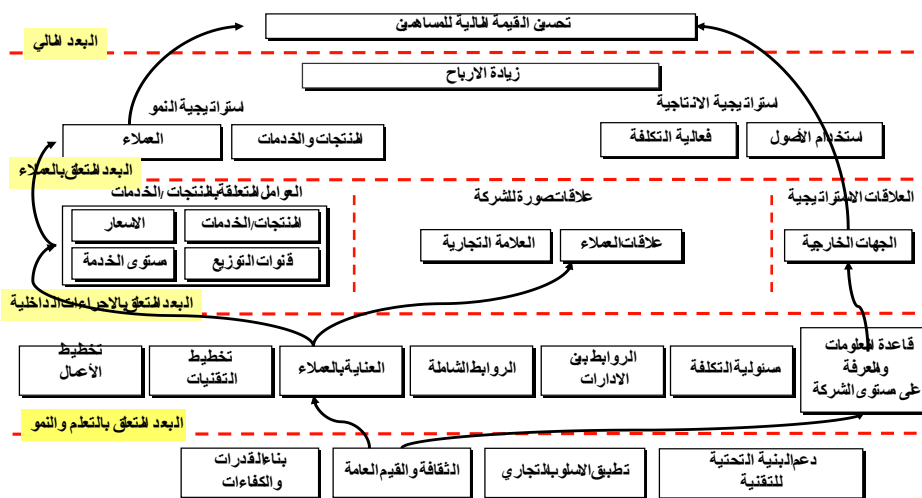 تحسين القيمة المالية للمساهمين
البعد المالي
زيادة الارباح
استراتيجية النمو
استراتيجية الانتاجية
العملاء
المنتجات والخدمات
فعالية التكلفة
استخدام الأصول
البعد المتعلق بالعملاء
العوامل المتعلقة بالمنتجات /الخدمات
علاقات صورة للشركة
العلاقات الاستراتيجية
الاسعار
المنتجات/الخدمات
مستوى الخدمة
قنوات التوزيع
العلامة التجارية
علاقات العملاء
الجهات الخارجية
البعد المتعلق بالاجراءات الداخلية
تخطيط
الأعمال
تخطيط
التقنيات
العناية بالعملاء
الروابط الشاملة
الروابط بين
الادارات
مسئولية التكلفة
قاعدة المعلومات
والمعرفة
على مستوى الشركة
البعد المتعلق بالتعلم والنمو
بناء القدرات
والكفاءات
الثقافة والقيم العامة
تطبيق الاسلوب التجاري
دعم البنية التحتية
للتقنية